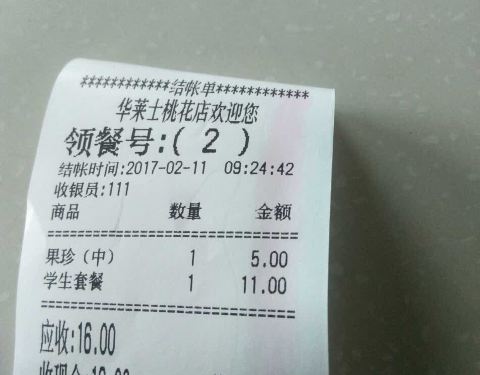 ************结帐单************
华莱士桃花店欢迎您
领餐号:( 2 )
结帐时间:2017-02-11 09:24:42
收银员:111
商品 数量 金额
==============================
果珍（中） 1 5.00
学生套餐 1 11.00
==============================
应收:16.00